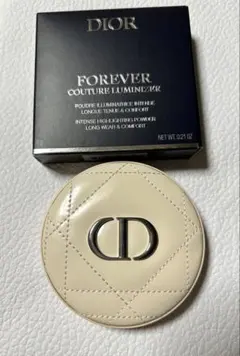 DIOR
FOREVER
COUTURE LUMINIZER
POUDRE ILLUMINATRICE INTENSE
LONGUE TENUE & CONFORT
INTENSE HIGHLIGHTING POWDER
LONG WEAR & COMFORT
NET WT. 0.21 OZ
CD